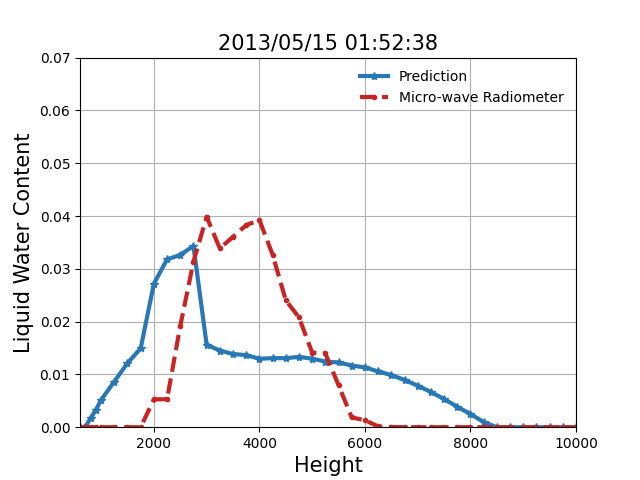 2013/05/15 01:52:38
0.07
0.06
0.05
0.04
0.03
0.02
0.01
0.00
Liquid Water Content
Prediction
Micro-wave Radiometer
2000 4000 6000 8000 10000
Height